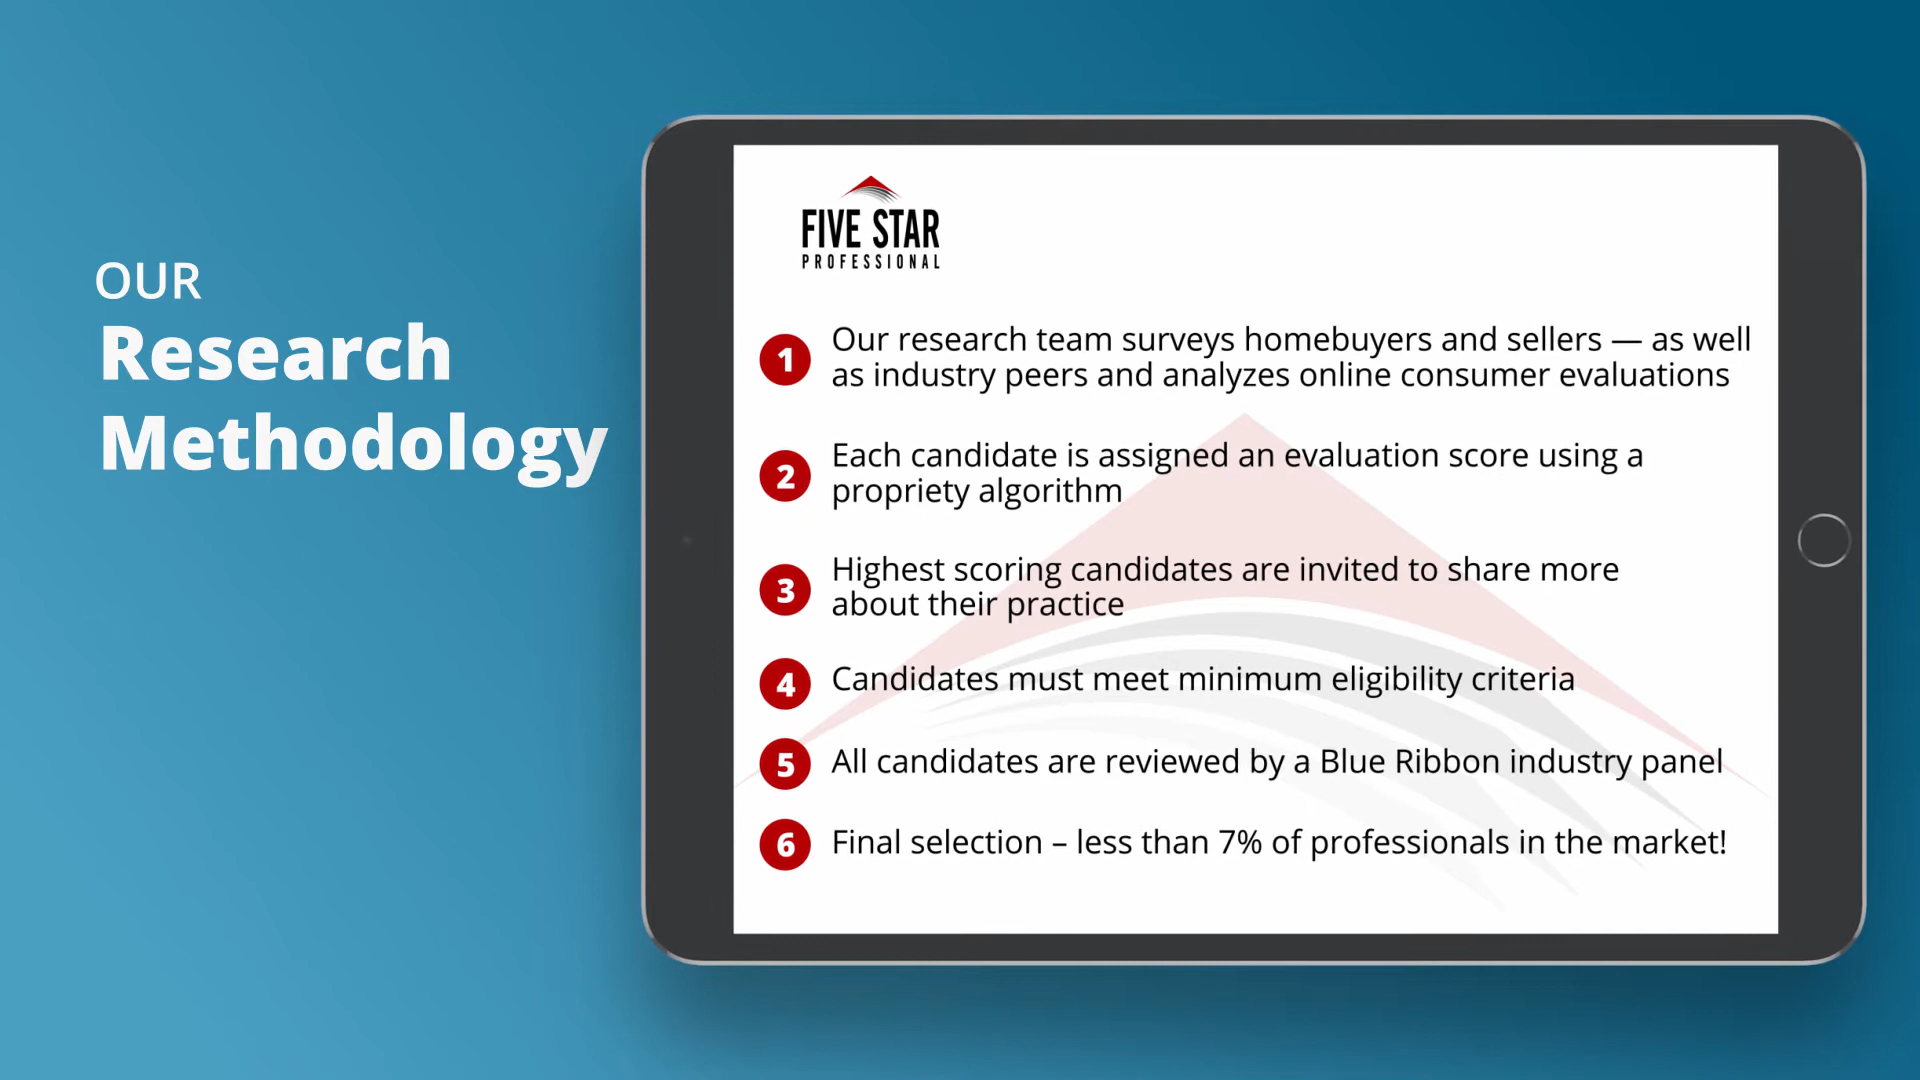 OUR
Research
Methodology
FIVE STAR
PROFESSIONAL
1 Our research team surveys homebuyers and sellers — as well
as industry peers and analyzes online consumer evaluations
2 Each candidate is assigned an evaluation score using a
propriety algorithm
3 Highest scoring candidates are invited to share more
about their practice
4 Candidates must meet minimum eligibility criteria
5 All candidates are reviewed by a Blue Ribbon industry panel
6 Final selection – less than 7% of professionals in the market!